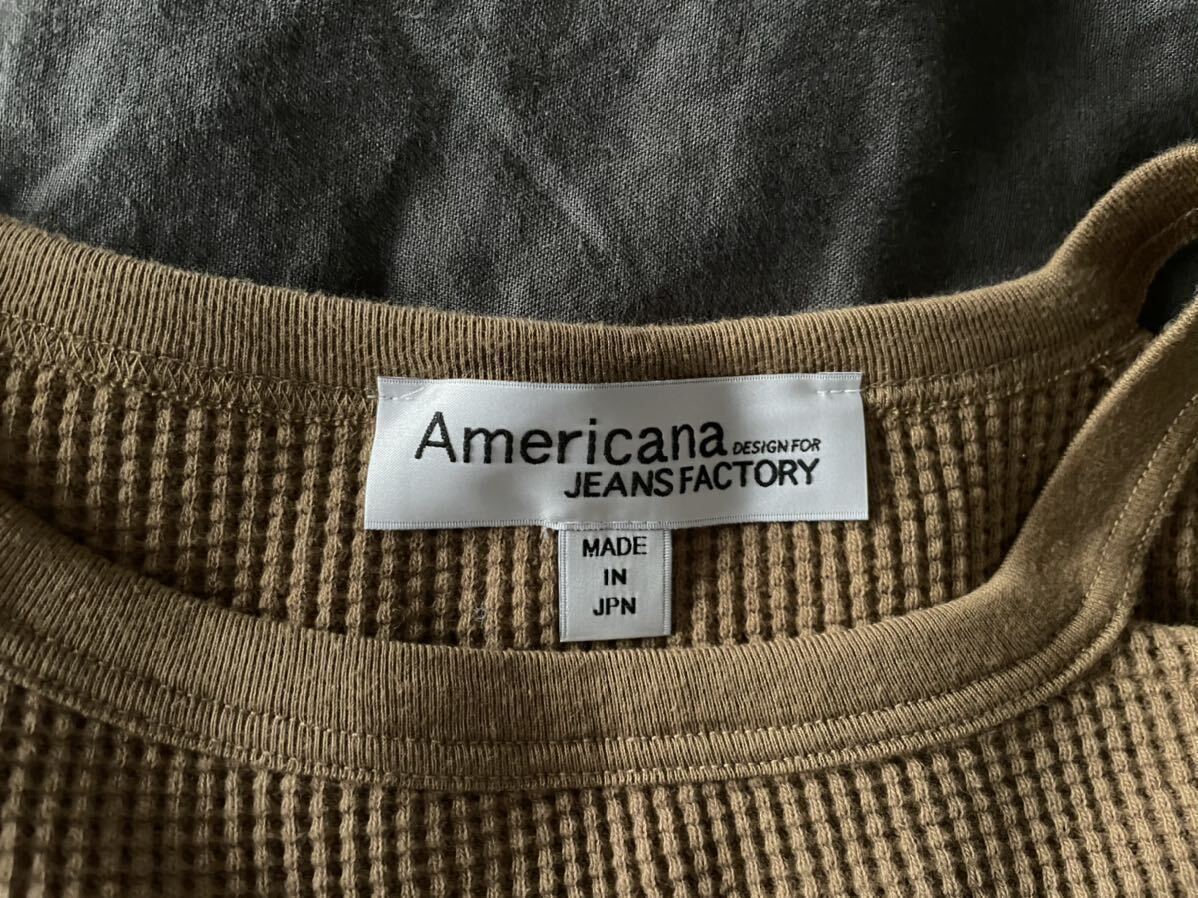 Americana DESIGN FOR
JEANS FACTORY
MADE
IN
JPN